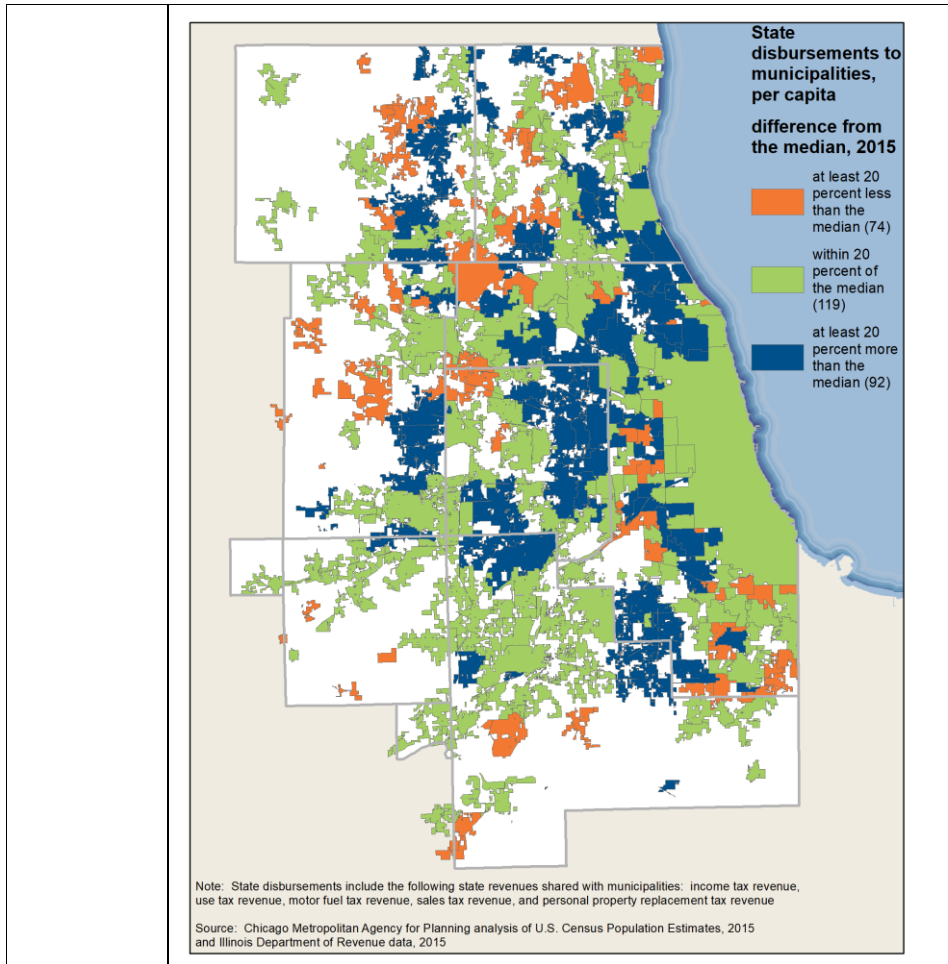 State
disbursements to
municipalities,
per capita
difference from
the median, 2015
at least 20
percent less
than the
median (74)
within 20
percent of
the median
(119)
at least 20
percent more
than the
median (92)
Note: State disbursements include the following state revenues shared with municipalities: income tax revenue,
use tax revenue, motor fuel tax revenue, sales tax revenue, and personal property replacement tax revenue
Source: Chicago Metropolitan Agency for Planning analysis of U.S. Census Population Estimates, 2015
and Illinois Department of Revenue data, 2015